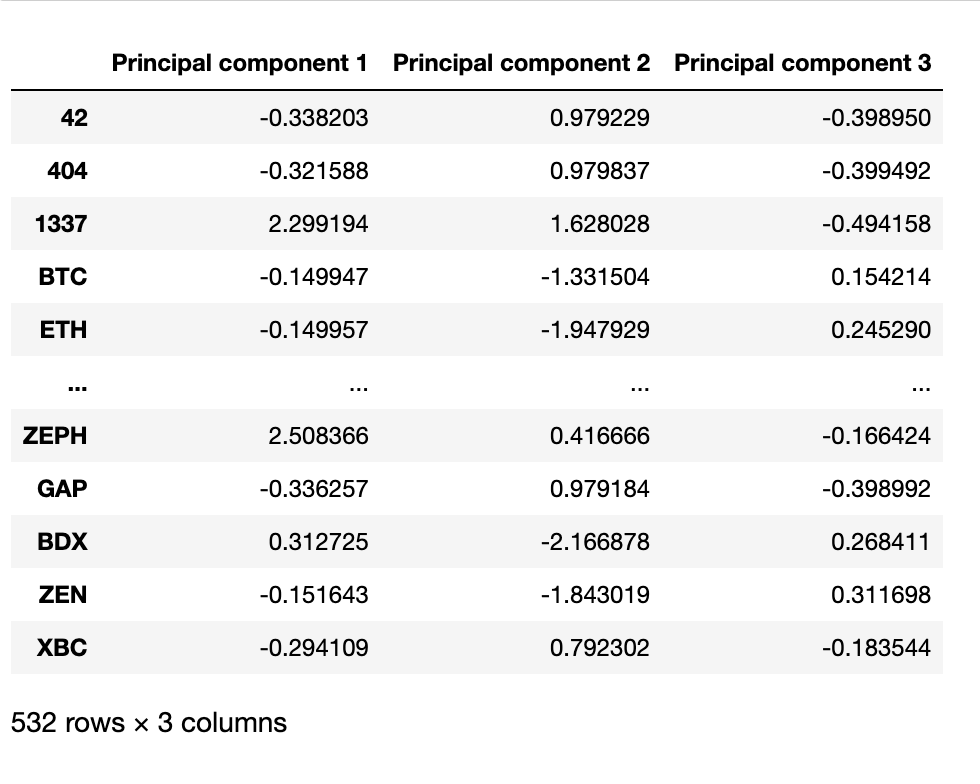 Principal component 1 Principal component 2 Principal component 3
42 -0.338203 0.979229 -0.398950
404 -0.321588 0.979837 -0.399492
1337 2.299194 1.628028 -0.494158
BTC -0.149947 -1.331504 0.154214
ETH -0.149957 -1.947929 0.245290
... ... ... ...
ZEPH 2.508366 0.416666 -0.166424
GAP -0.336257 0.979184 -0.398992
BDX 0.312725 -2.166878 0.268411
ZEN -0.151643 -1.843019 0.311698
XBC -0.294109 0.792302 -0.183544
532 rows × 3 columns